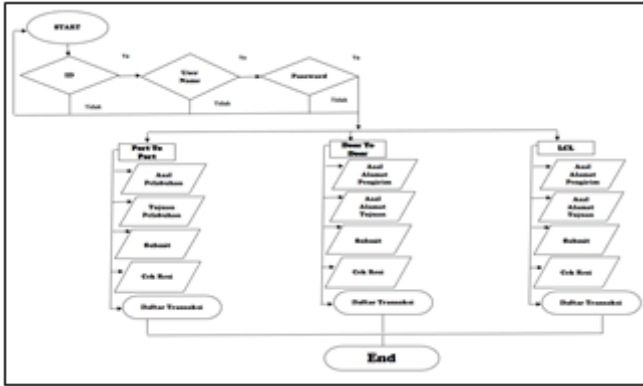 START
Ya
Ya
Ya
ID
User
Name
Password
Tidak
Tidak
Tidak
Port To
Port
Door To
Door
LCL
Asal
Pelabuhan
Asal
Alamat
Pengirim
Asal
Alamat
Pengirim
Tujuan
Pelabuhan
Asal
Alamat
Tujuan
Asal
Alamat
Tujuan
Submit
Submit
Submit
Cek Resi
Cek Resi
Cek Resi
Daftar Transaksi
Daftar Transaksi
Daftar Transaksi
End